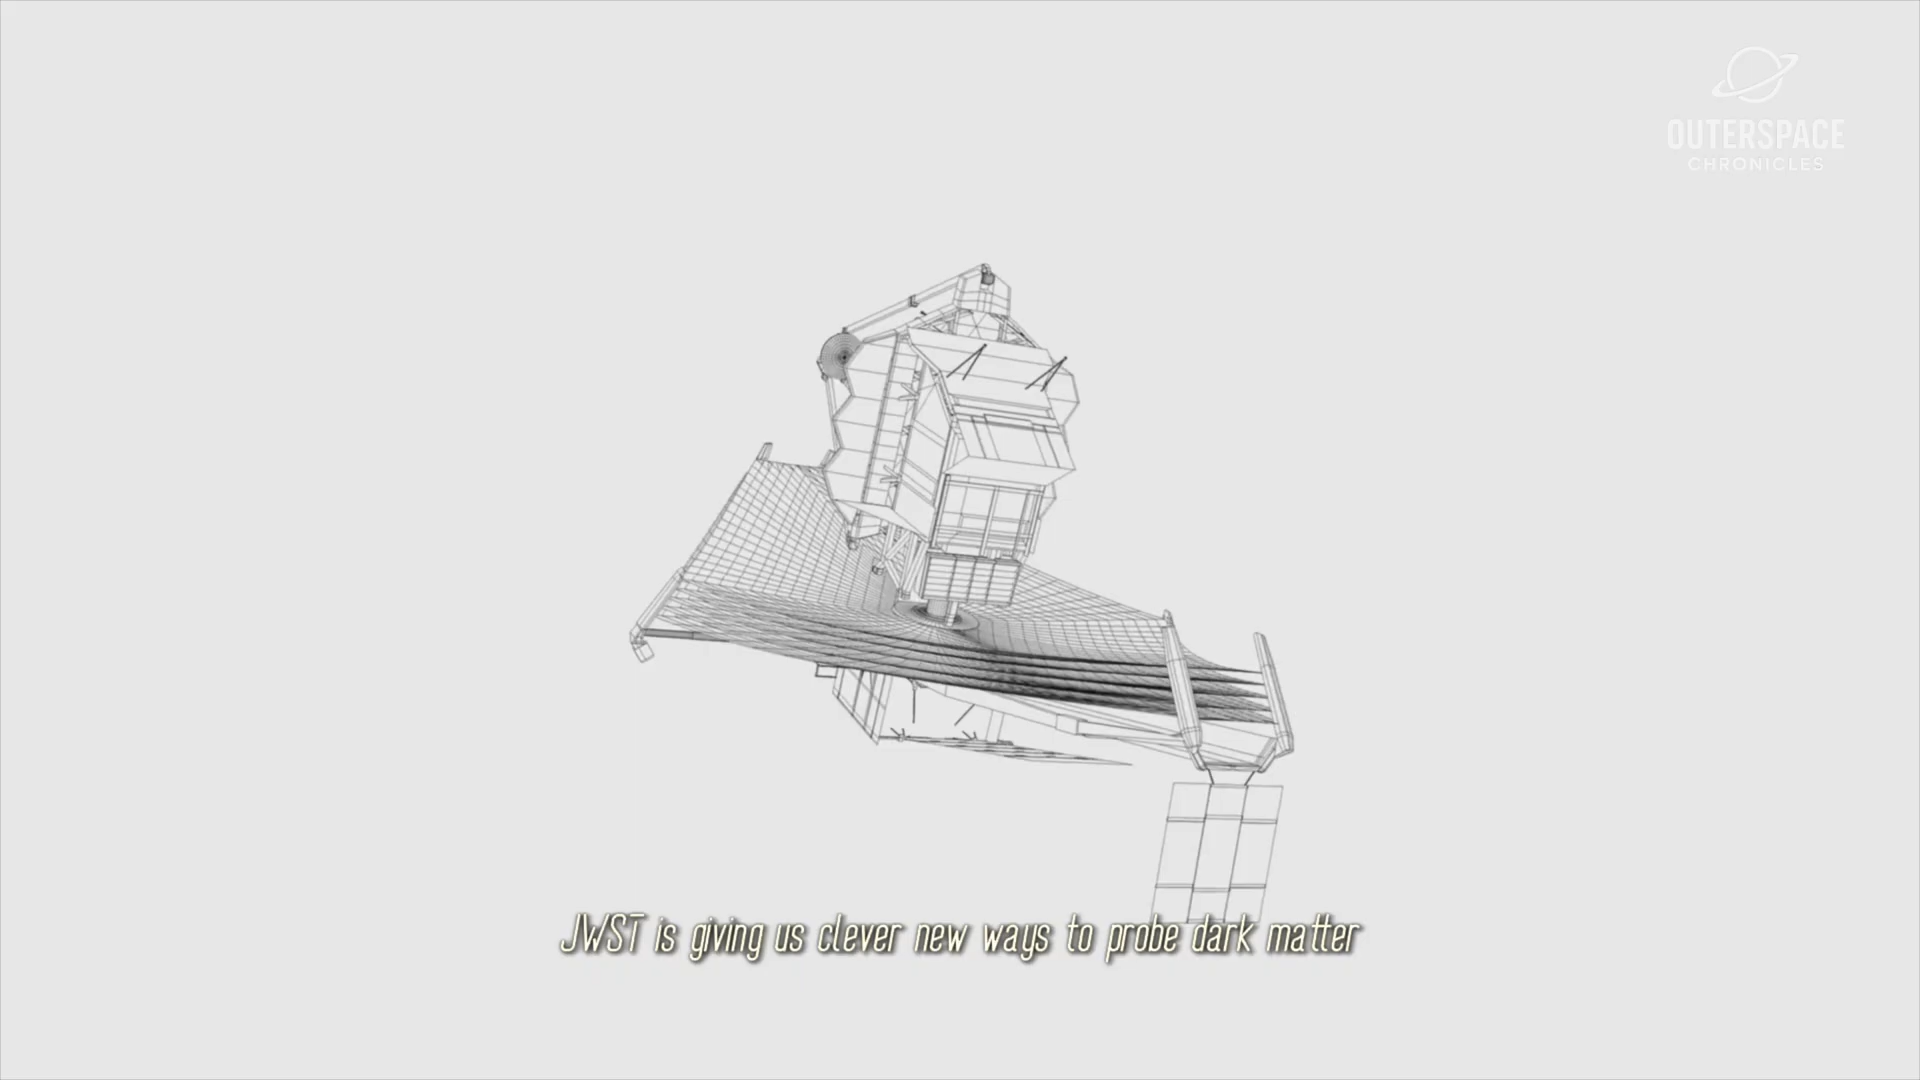 OUTERSPACE
CHRONICLES
JWST is giving us clever new ways to probe dark matter